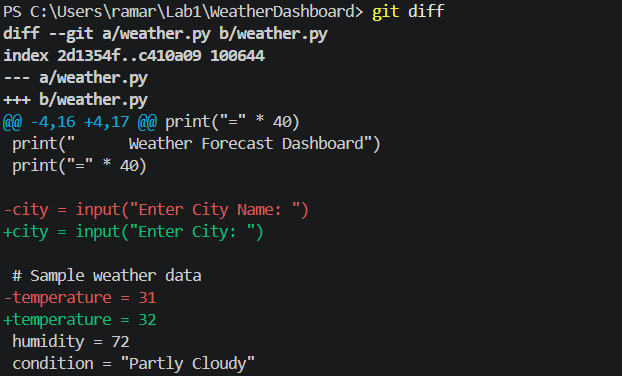 PS C:\Users\ramar\Lab1\WeatherDashboard> git diff
diff --git a/weather.py b/weather.py
index 2d1354f..c410a09 100644
--- a/weather.py
+++ b/weather.py
@@ -4,16 +4,17 @@ print("=" * 40)
 print("      Weather Forecast Dashboard")
 print("=" * 40)

-city = input("Enter City Name: ")
+city = input("Enter City: ")

 # Sample weather data
-temperature = 31
+temperature = 32
 humidity = 72
 condition = "Partly Cloudy"